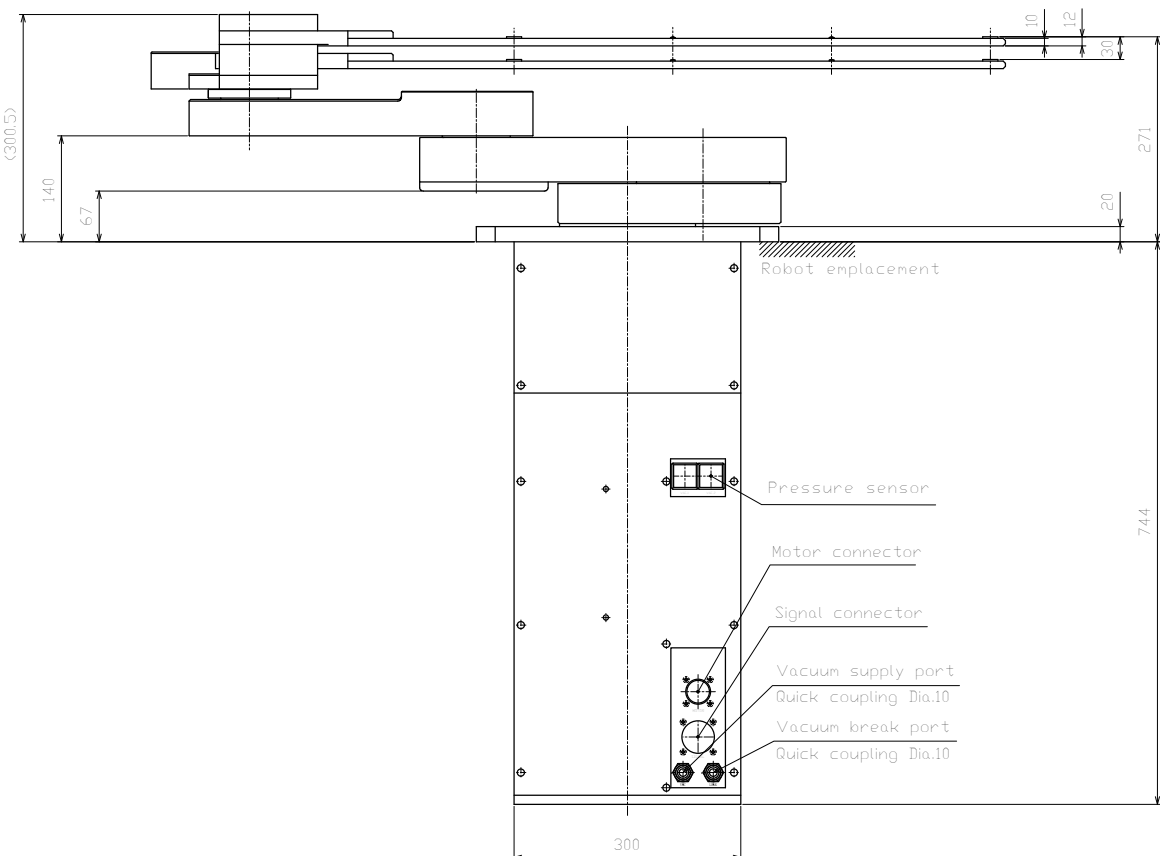 10
12
30
(300.5)
271
140
67
20
Robot emplacement
Pressure sensor
744
Motor connector
Signal connector
Vacuum supply port
Quick coupling Dia.10
Vacuum break port
Quick coupling Dia.10
300